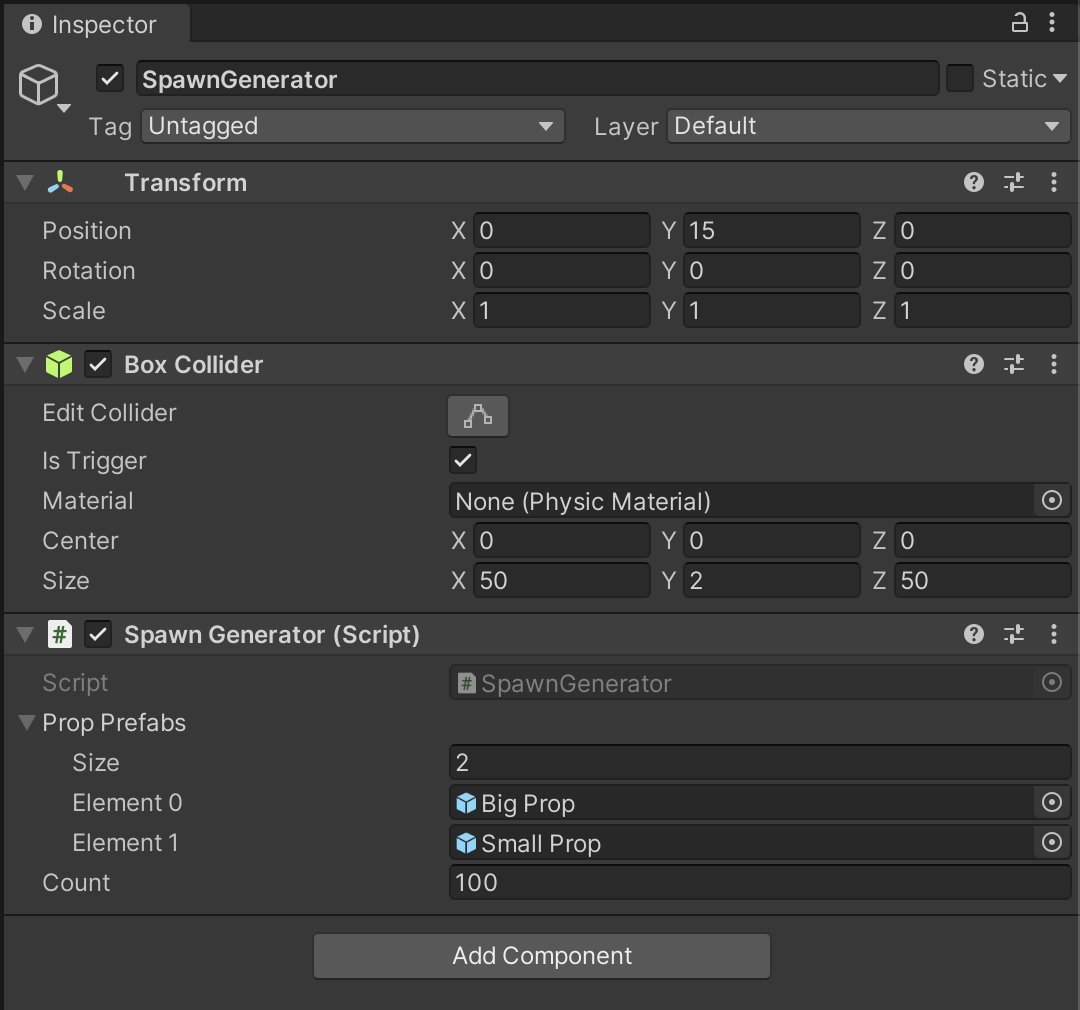 Inspector
SpawnGenerator Static
Tag Untagged Layer Default
Transform
Position X 0 Y 15 Z 0
Rotation X 0 Y 0 Z 0
Scale X 1 Y 1 Z 1
Box Collider
Edit Collider
Is Trigger
Material None (Physic Material)
Center X 0 Y 0 Z 0
Size X 50 Y 2 Z 50
# Spawn Generator (Script)
Script # SpawnGenerator
Prop Prefabs
Size 2
Element 0 Big Prop
Element 1 Small Prop
Count 100
Add Component